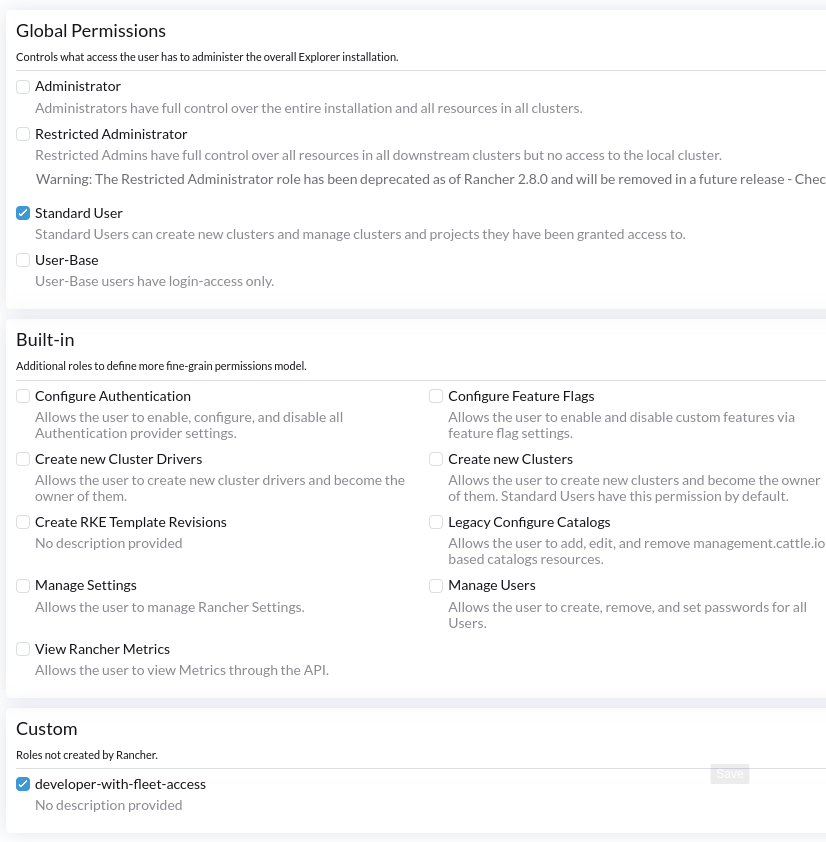 Global Permissions
Controls what access the user has to administer the overall Explorer installation.
Administrator
Administrators have full control over the entire installation and all resources in all clusters.
Restricted Administrator
Restricted Admins have full control over all resources in all downstream clusters but no access to the local cluster.
Warning: The Restricted Administrator role has been deprecated as of Rancher 2.8.0 and will be removed in a future release - Chec
Standard User
Standard Users can create new clusters and manage clusters and projects they have been granted access to.
User-Base
User-Base users have login-access only.
Built-in
Additional roles to define more fine-grain permissions model.
Configure Authentication
Allows the user to enable, configure, and disable all
Authentication provider settings.
Configure Feature Flags
Allows the user to enable and disable custom features via
feature flag settings.
Create new Cluster Drivers
Allows the user to create new cluster drivers and become the
owner of them.
Create new Clusters
Allows the user to create new clusters and become the owner
of them. Standard Users have this permission by default.
Create RKE Template Revisions
No description provided
Legacy Configure Catalogs
Allows the user to add, edit, and remove management.cattle.io
based catalogs resources.
Manage Settings
Allows the user to manage Rancher Settings.
Manage Users
Allows the user to create, remove, and set passwords for all
Users.
View Rancher Metrics
Allows the user to view Metrics through the API.
Custom
Roles not created by Rancher.
Save
developer-with-fleet-access
No description provided